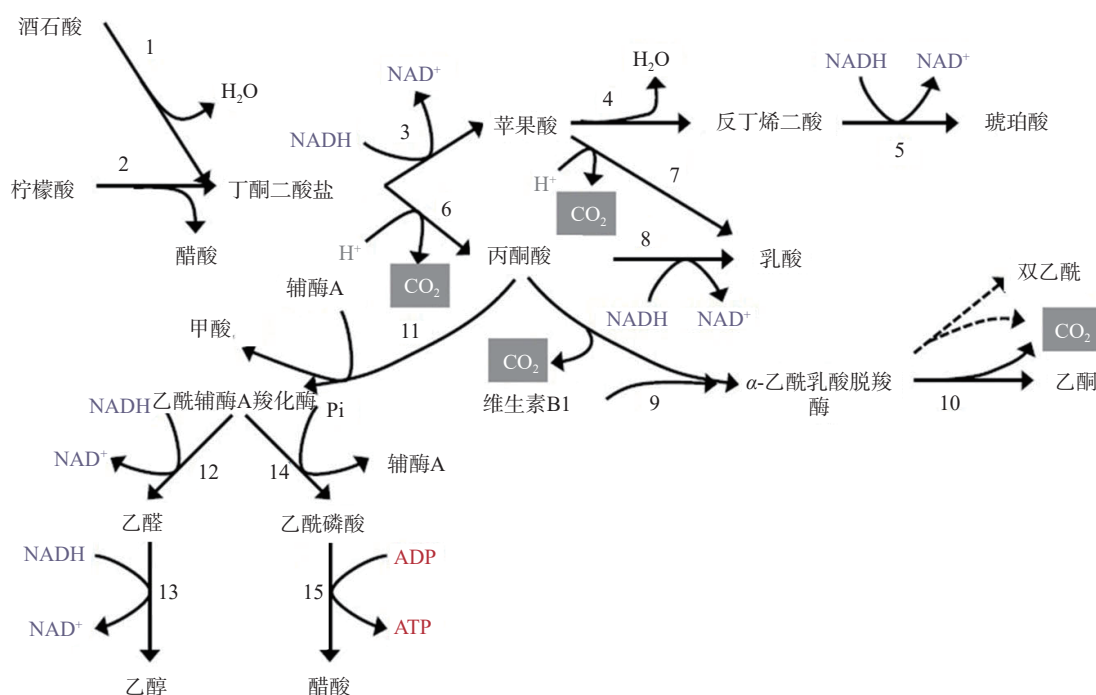 酒石酸
1
H₂O
NAD⁺
NADH
3
苹果酸
4
H₂O
反丁烯二酸
NADH
NAD⁺
5
琥珀酸
柠檬酸
2
丁酮二酸盐
醋酸
6
H⁺
CO₂
H⁺
CO₂
7
丙酮酸
8
乳酸
NADH
NAD⁺
辅酶A
11
甲酸
CO₂
维生素B1
9
α-乙酰乳酸脱羧
酶
双乙酰
CO₂
10
乙酮
乙酰辅酶A羧化酶
NADH
Pi
NAD⁺
12
14
辅酶A
乙醛
乙酰磷酸
NADH
13
NAD⁺
ADP
15
ATP
乙醇
醋酸